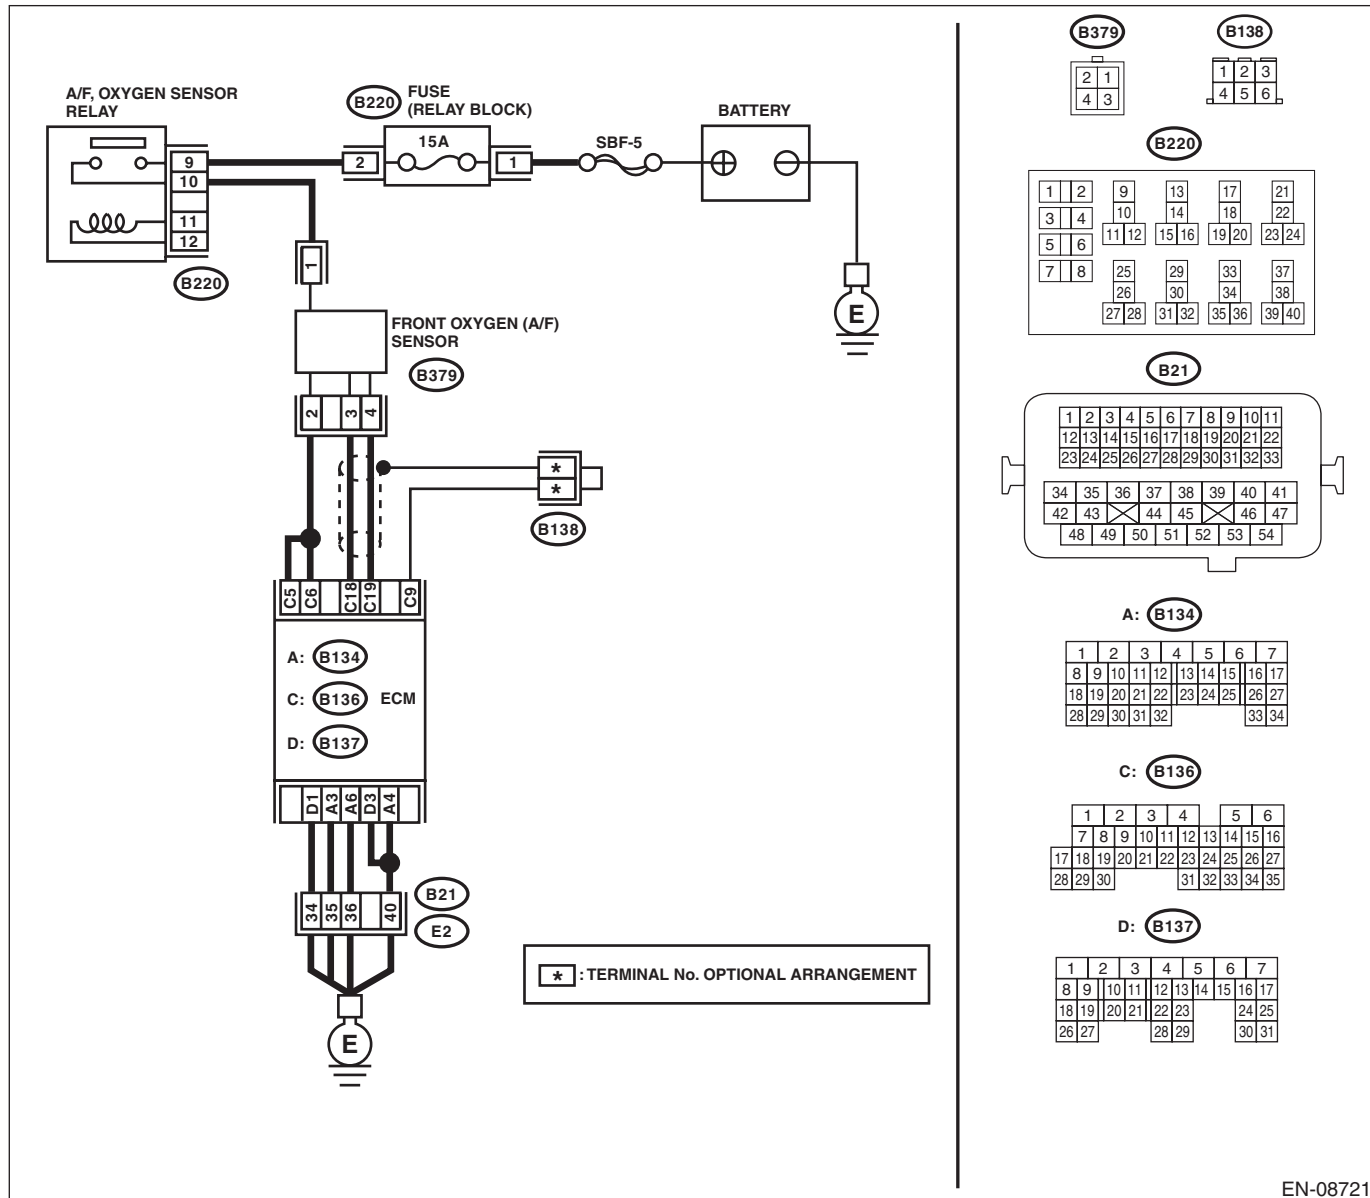 A/F, OXYGEN SENSOR
RELAY
9
10
11
12
B220
B220
FUSE
(RELAY BLOCK)
15A
2
1
SBF-5
BATTERY
E
1
FRONT OXYGEN (A/F)
SENSOR
B379
2 3 4
*
*
B138
C5 C6 C18 C19 C9
A: B134
C: B136 ECM
D: B137
D1 A3 A6 D3 A4
34 35 36 40
B21
E2
E
* : TERMINAL No. OPTIONAL ARRANGEMENT
B379
2 1
4 3
B138
1 2 3
4 5 6
B220
1 2 9 13 17 21
3 4 10 14 18 22
5 6 11 12 15 16 19 20 23 24
7 8 25 29 33 37
26 30 34 38
27 28 31 32 35 36 39 40
B21
1 2 3 4 5 6 7 8 9 10 11
12 13 14 15 16 17 18 19 20 21 22
23 24 25 26 27 28 29 30 31 32 33
34 35 36 37 38 39 40 41
42 43 44 45 46 47
48 49 50 51 52 53 54
A: B134
1 2 3 4 5 6 7
8 9 10 11 12 13 14 15 16 17
18 19 20 21 22 23 24 25 26 27
28 29 30 31 32 33 34
C: B136
1 2 3 4 5 6
7 8 9 10 11 12 13 14 15 16
17 18 19 20 21 22 23 24 25 26 27
28 29 30 31 32 33 34 35
D: B137
1 2 3 4 5 6 7
8 9 10 11 12 13 14 15 16 17
18 19 20 21 22 23 24 25
26 27 28 29 30 31
EN-08721